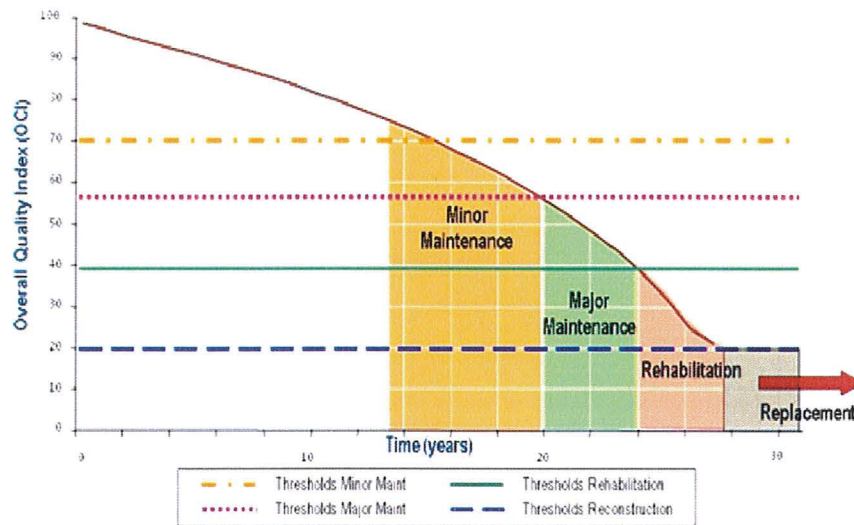 100
90
80
70
60
50
40
30
20
10
0
Overall Quality Index (OCI)
Minor
Maintenance
Major
Maintenance
Rehabilitation
Replacement
0
10
20
30
Time (years)
Thresholds Minor Maint
Thresholds Rehabilitation
Thresholds Major Maint
Thresholds Reconstruction